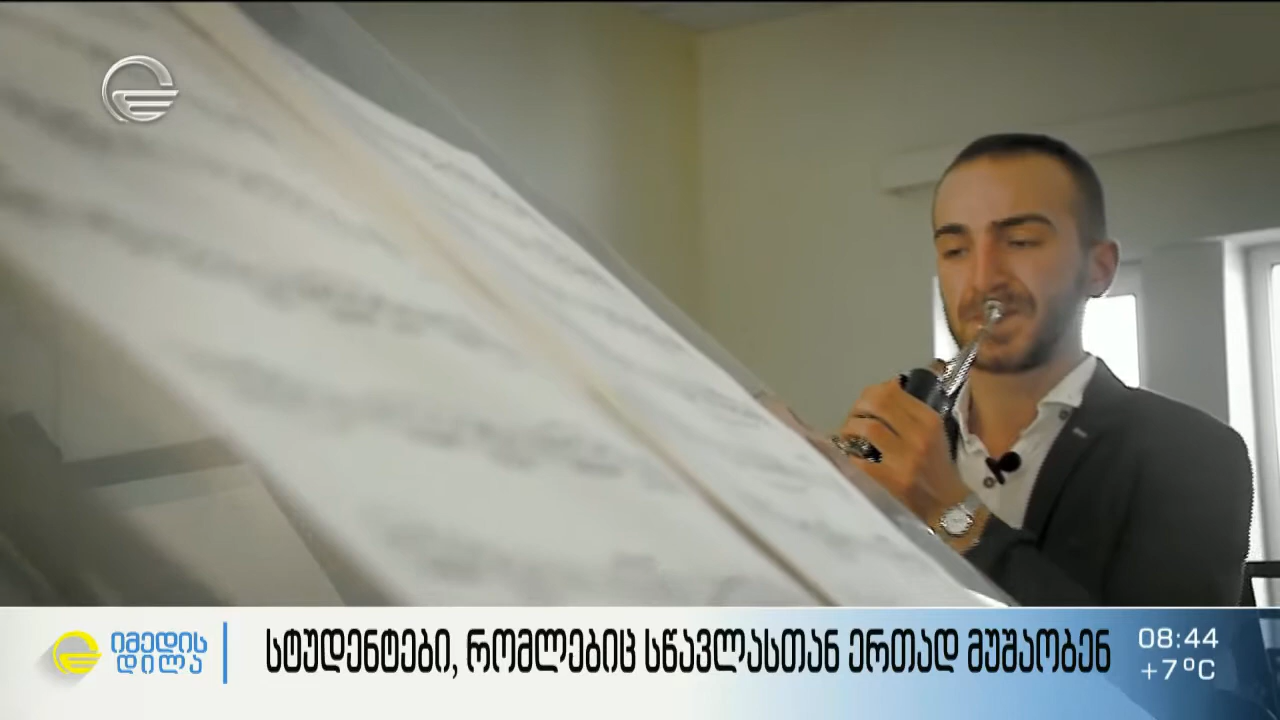 იმედის
დილა
სტუდენტები, რომლებიც სწავლასთან ერთად მუშაობენ
08:44
+7°C